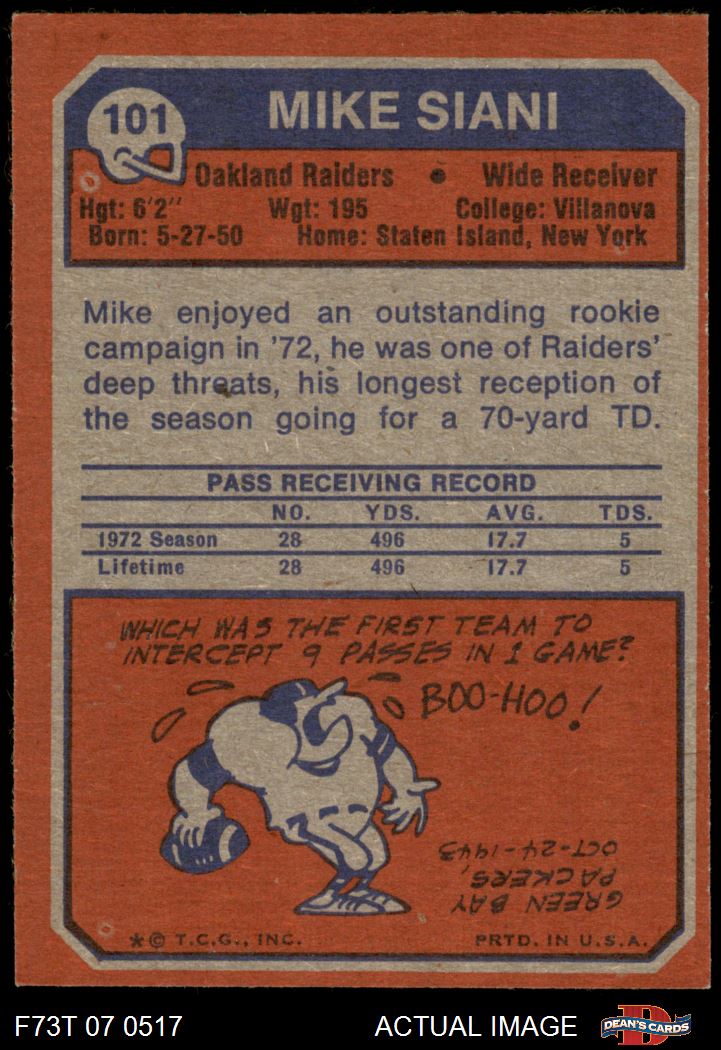 101
MIKE SIANI
Oakland Raiders • Wide Receiver
Hgt: 6'2" Wgt: 195 College: Villanova
Born: 5-27-50 Home: Staten Island, New York
Mike enjoyed an outstanding rookie
campaign in '72, he was one of Raiders'
deep threats, his longest reception of
the season going for a 70-yard TD.
PASS RECEIVING RECORD
NO. YDS. AVG. TDS.
1972 Season 28 496 17.7 5
Lifetime 28 496 17.7 5
WHICH WAS THE FIRST TEAM TO
INTERCEPT 9 PASSES IN 1 GAME?
BOO-HOO!
GREEN BAY
PACKERS,
OCT-24-1943
*© T.C.G., INC. PRTD. IN U.S.A.
F73T 07 0517 ACTUAL IMAGE D DEAN'S CARDS